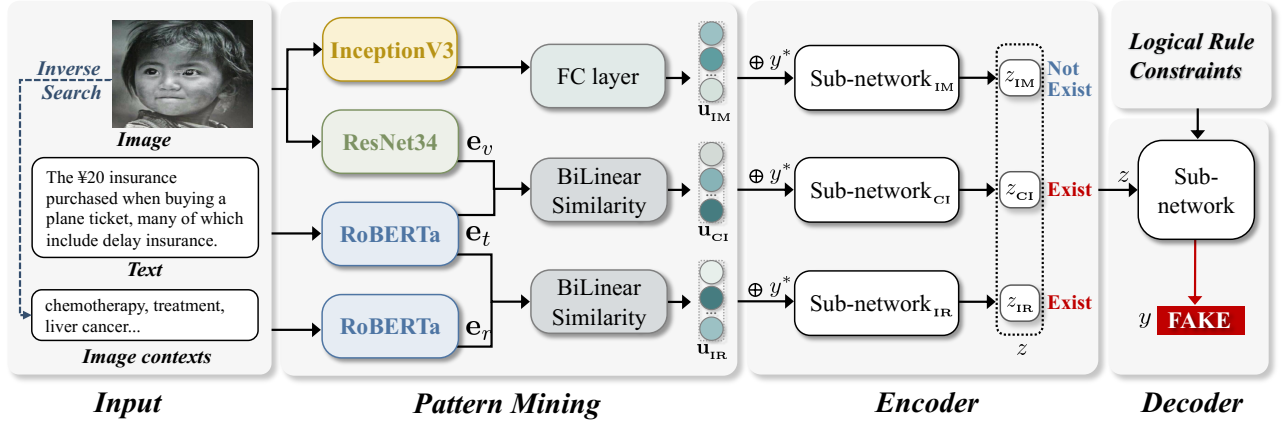 Inverse
Search
Image
The ¥20 insurance
purchased when buying a
plane ticket, many of which
include delay insurance.
Text
chemotherapy, treatment,
liver cancer...
Image contexts
Input
InceptionV3
ResNet34
RoBERTa
RoBERTa
e_v
e_t
e_r
FC layer
BiLinear
Similarity
BiLinear
Similarity
...
u_IM
...
u_CI
...
u_IR
Pattern Mining
⊕ y*
Sub-network_IM
z_IM
Not
Exist
⊕ y*
Sub-network_CI
z_CI
Exist
⊕ y*
Sub-network_IR
z_IR
Exist
z
Encoder
Logical Rule
Constraints
z
Sub-
network
y FAKE
Decoder